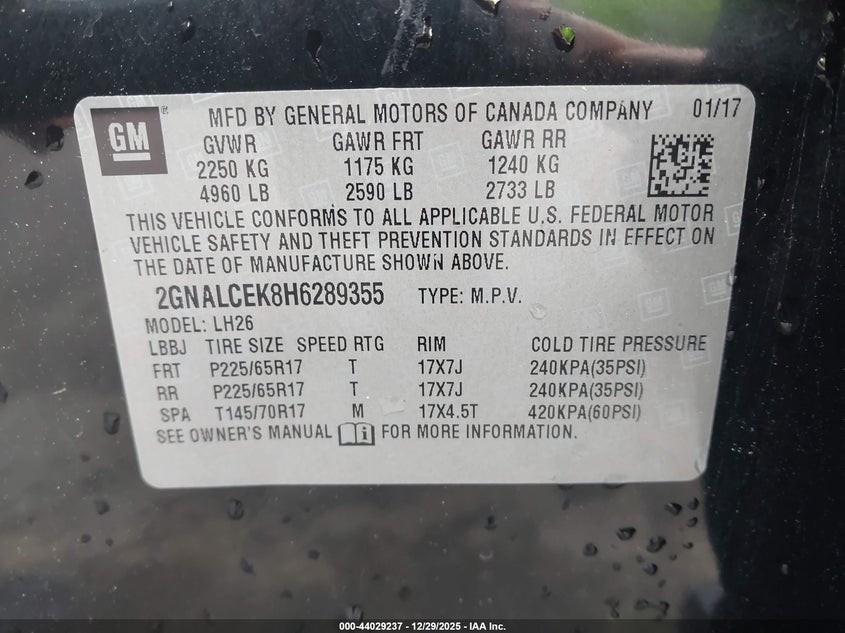 GM ® MFD BY GENERAL MOTORS OF CANADA COMPANY 01/17
GVWR GAWR FRT GAWR RR
2250 KG 1175 KG 1240 KG
4960 LB 2590 LB 2733 LB
THIS VEHICLE CONFORMS TO ALL APPLICABLE U.S. FEDERAL MOTOR
VEHICLE SAFETY AND THEFT PREVENTION STANDARDS IN EFFECT ON
THE DATE OF MANUFACTURE SHOWN ABOVE.
2GNALCEK8H6289355 TYPE: M.P.V.
MODEL: LH26
LBBJ TIRE SIZE SPEED RTG RIM COLD TIRE PRESSURE
FRT P225/65R17 T 17X7J 240KPA(35PSI)
RR P225/65R17 T 17X7J 240KPA(35PSI)
SPA T145/70R17 M 17X4.5T 420KPA(60PSI)
SEE OWNER'S MANUAL i FOR MORE INFORMATION.
000-44029237 - 12/29/2025 - IAA Inc.